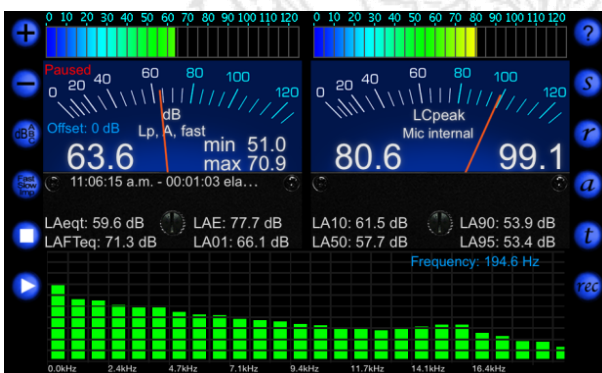 0 10 20 30 40 50 60 70 80 90 100 110 120
0 10 20 30 40 50 60 70 80 90 100 110 120
+
?
Paused
0 20 40 60 80 100 120
0 20 40 60 80 100 120
-
s
dB
LCpeak
Offset: 0 dB
Lp, A, fast
Mic internal
dB A B C
r
63.6
min 51.0
max 70.9
80.6
99.1
Fast Slow Imp
a
11:06:15 a.m. - 00:01:03 ela...
LAeqt: 59.6 dB
LAE: 77.7 dB
LA10: 61.5 dB
LA90: 53.9 dB
t
LAFTeq: 71.3 dB
LA01: 66.1 dB
LA50: 57.7 dB
LA95: 53.4 dB
Frequency: 194.6 Hz
rec
0.0kHz 2.4kHz 4.7kHz 7.1kHz 9.4kHz 11.7kHz 14.1kHz 16.4kHz